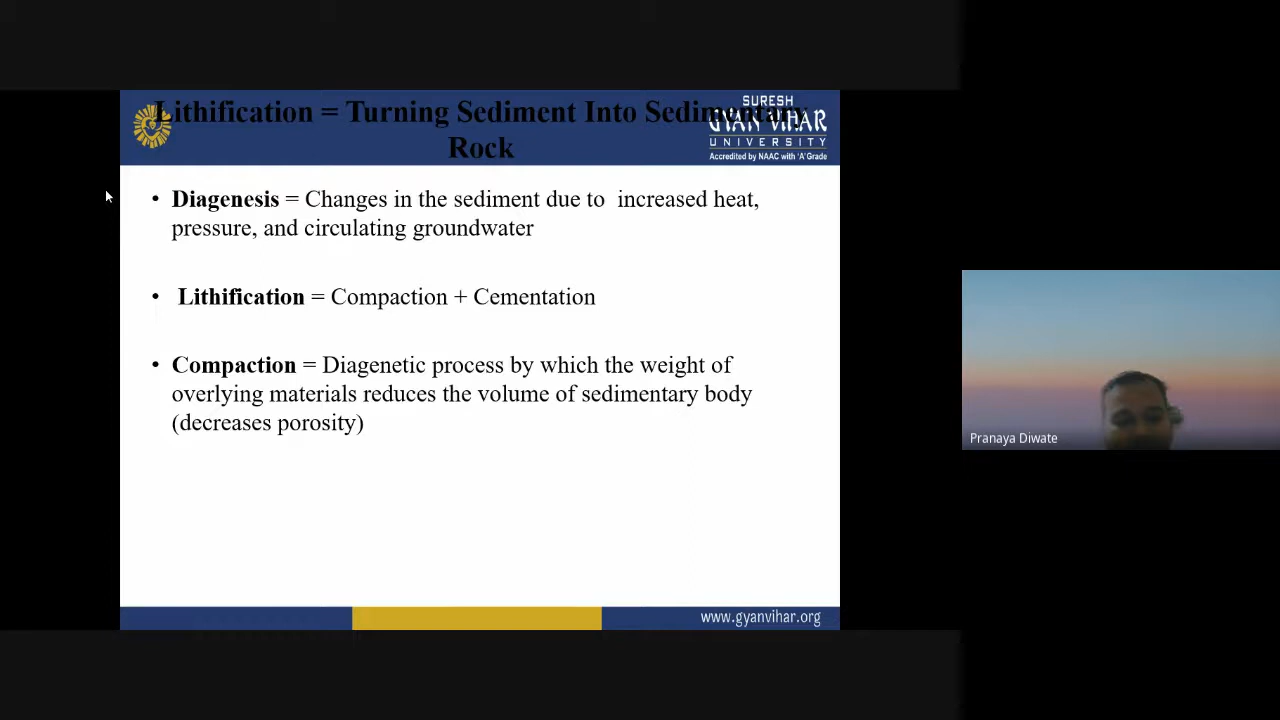 Lithification = Turning Sediment Into Sedimentary
Rock
SURESH
GYAN VIHAR
UNIVERSITY
Accredited by NAAC with 'A' Grade
• Diagenesis = Changes in the sediment due to increased heat,
pressure, and circulating groundwater
• Lithification = Compaction + Cementation
• Compaction = Diagenetic process by which the weight of
overlying materials reduces the volume of sedimentary body
(decreases porosity)
Pranaya Diwate
www.gyanvihar.org